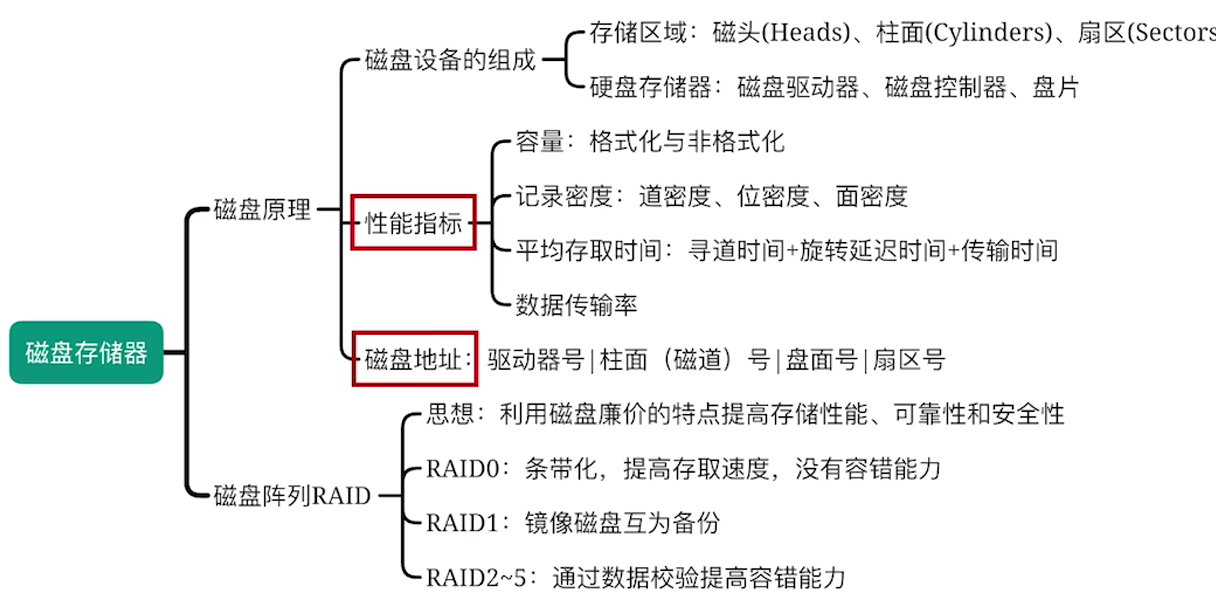 存储区域：磁头(Heads)、柱面(Cylinders)、扇区(Sectors
磁盘设备的组成
硬盘存储器：磁盘驱动器、磁盘控制器、盘片
容量：格式化与非格式化
记录密度：道密度、位密度、面密度
磁盘原理
性能指标
平均存取时间：寻道时间+旋转延迟时间+传输时间
数据传输率
磁盘存储器
磁盘地址：驱动器号|柱面（磁道）号|盘面号|扇区号
思想：利用磁盘廉价的特点提高存储性能、可靠性和安全性
RAID0：条带化，提高存取速度，没有容错能力
磁盘阵列RAID
RAID1：镜像磁盘互为备份
RAID2~5：通过数据校验提高容错能力